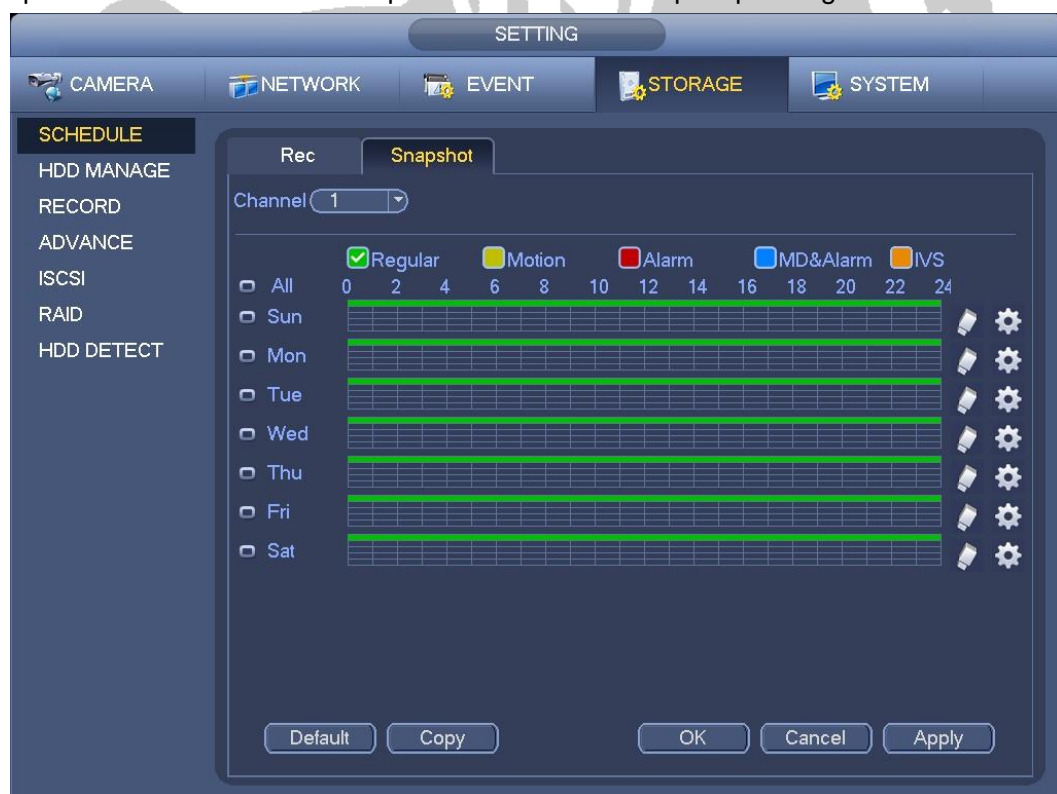 SETTING
CAMERA NETWORK EVENT STORAGE SYSTEM
SCHEDULE
HDD MANAGE
RECORD
ADVANCE
ISCSI
RAID
HDD DETECT
Rec Snapshot
Channel 1
Regular Motion Alarm MD&Alarm IVS
All 0 2 4 6 8 10 12 14 16 18 20 22 24
Sun
Mon
Tue
Wed
Thu
Fri
Sat
Default Copy OK Cancel Apply